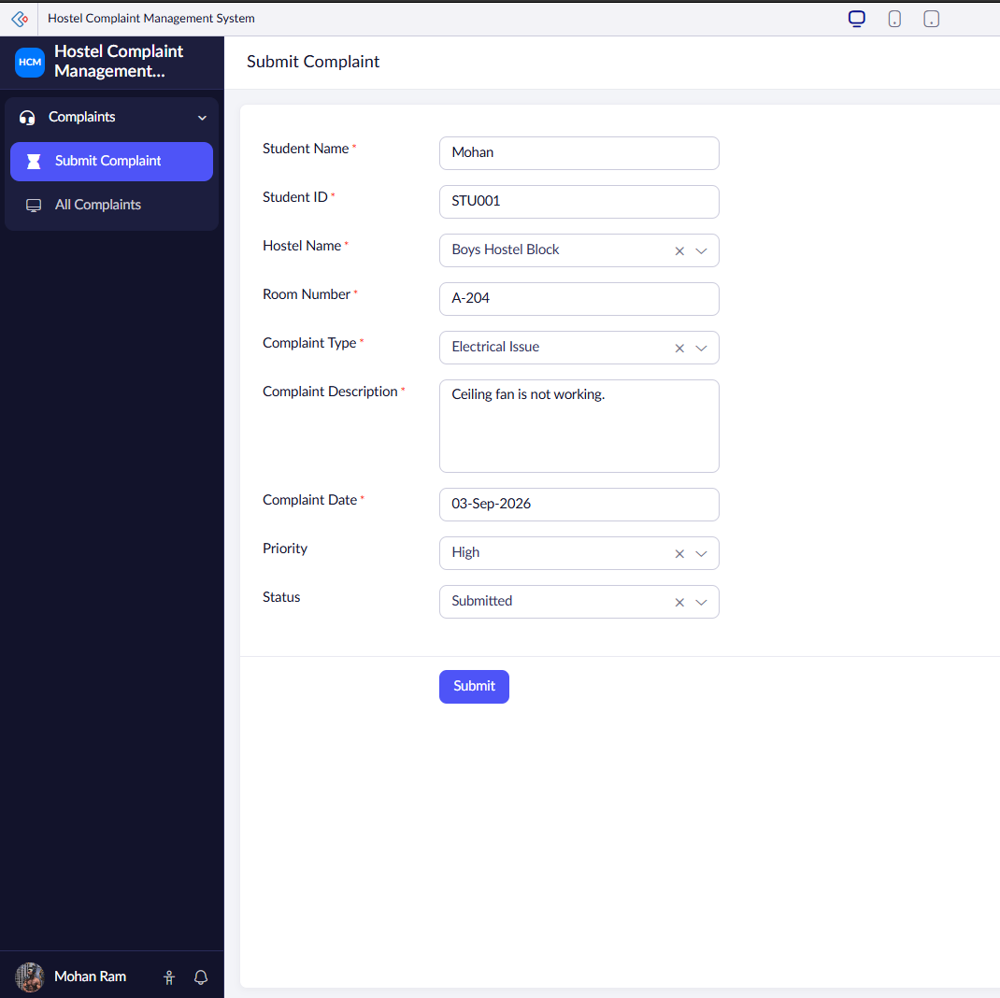 Hostel Complaint Management System
HCM
Hostel Complaint
Management...
Submit Complaint
Complaints
Submit Complaint
All Complaints
Student Name *
Mohan
Student ID *
STU001
Hostel Name *
Boys Hostel Block
Room Number *
A-204
Complaint Type *
Electrical Issue
Complaint Description *
Ceiling fan is not working.
Complaint Date *
03-Sep-2026
Priority
High
Status
Submitted
Submit
Mohan Ram